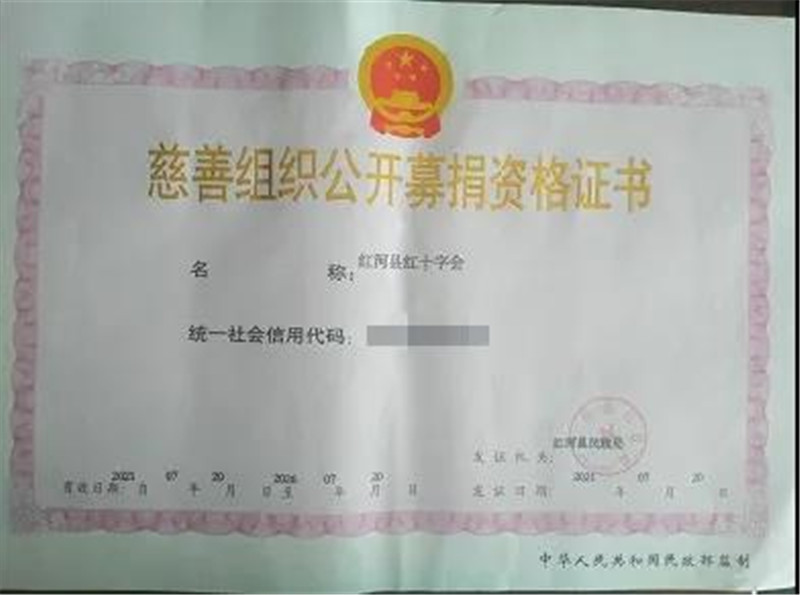 慈善组织公开募捐资格证书
名 称：红河县红十字会
统一社会信用代码：
发证机关：红河县民政局
有效日期：自 2021 年 07 月 20 日至 2026 年 07 月 20 日
发证日期：2021 年 07 月 20 日
中华人民共和国民政部监制